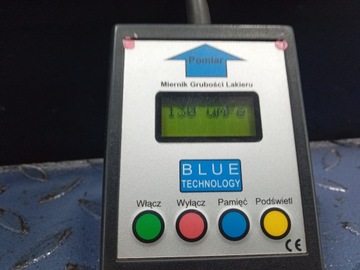 Pomiar
Miernik Grubości Lakieru
BLUE
TECHNOLOGY
Włącz Wyłącz Pamięć Podświetl
CE